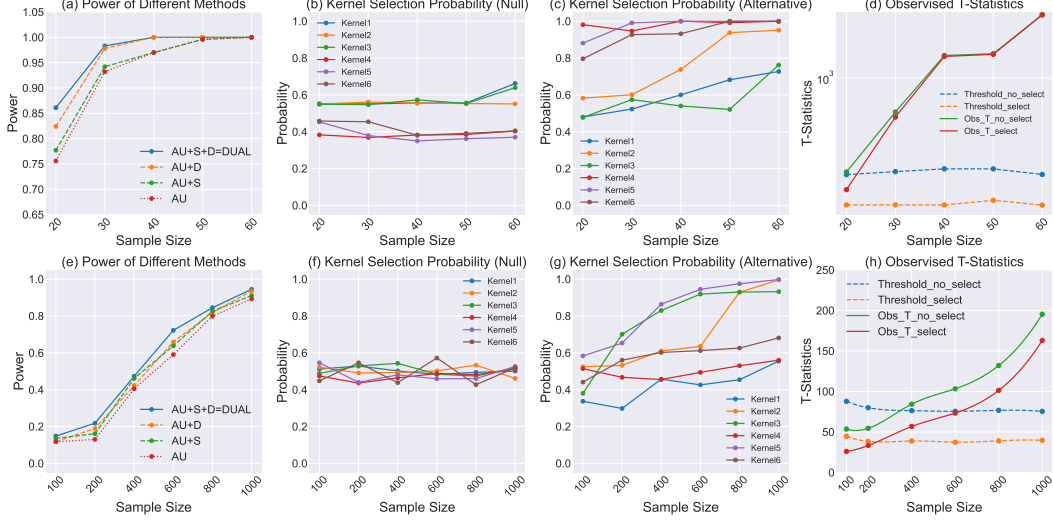 (a) Power of Different Methods
Power
1.05
1.00
0.95
0.90
0.85
0.80
0.75
0.70
0.65
AU+S+D=DUAL
AU+D
AU+S
AU
20
30
40
50
60
Sample Size
(b) Kernel Selection Probability (Null)
Probability
1.0
0.8
0.6
0.4
0.2
0.0
Kernel1
Kernel2
Kernel3
Kernel4
Kernel5
Kernel6
20
30
40
50
60
Sample Size
(c) Kernel Selection Probability (Alternative)
Probability
1.0
0.8
0.6
0.4
0.2
0.0
Kernel1
Kernel2
Kernel3
Kernel4
Kernel5
Kernel6
20
30
40
50
60
Sample Size
(d) Observised T-Statistics
T-Statistics
10³
Threshold_no_select
Threshold_select
Obs_T_no_select
Obs_T_select
20
30
40
50
60
Sample Size
(e) Power of Different Methods
Power
1.0
0.8
0.6
0.4
0.2
0.0
AU+S+D=DUAL
AU+D
AU+S
AU
100
200
400
600
800
1000
Sample Size
(f) Kernel Selection Probability (Null)
Probability
1.0
0.8
0.6
0.4
0.2
0.0
Kernel1
Kernel2
Kernel3
Kernel4
Kernel5
Kernel6
100
200
400
600
800
1000
Sample Size
(g) Kernel Selection Probability (Alternative)
Probability
1.0
0.8
0.6
0.4
0.2
0.0
Kernel1
Kernel2
Kernel3
Kernel4
Kernel5
Kernel6
100
200
400
600
800
1000
Sample Size
(h) Observised T-Statistics
T-Statistics
250
200
150
100
50
0
Threshold_no_select
Threshold_select
Obs_T_no_select
Obs_T_select
100
200
400
600
800
1000
Sample Size